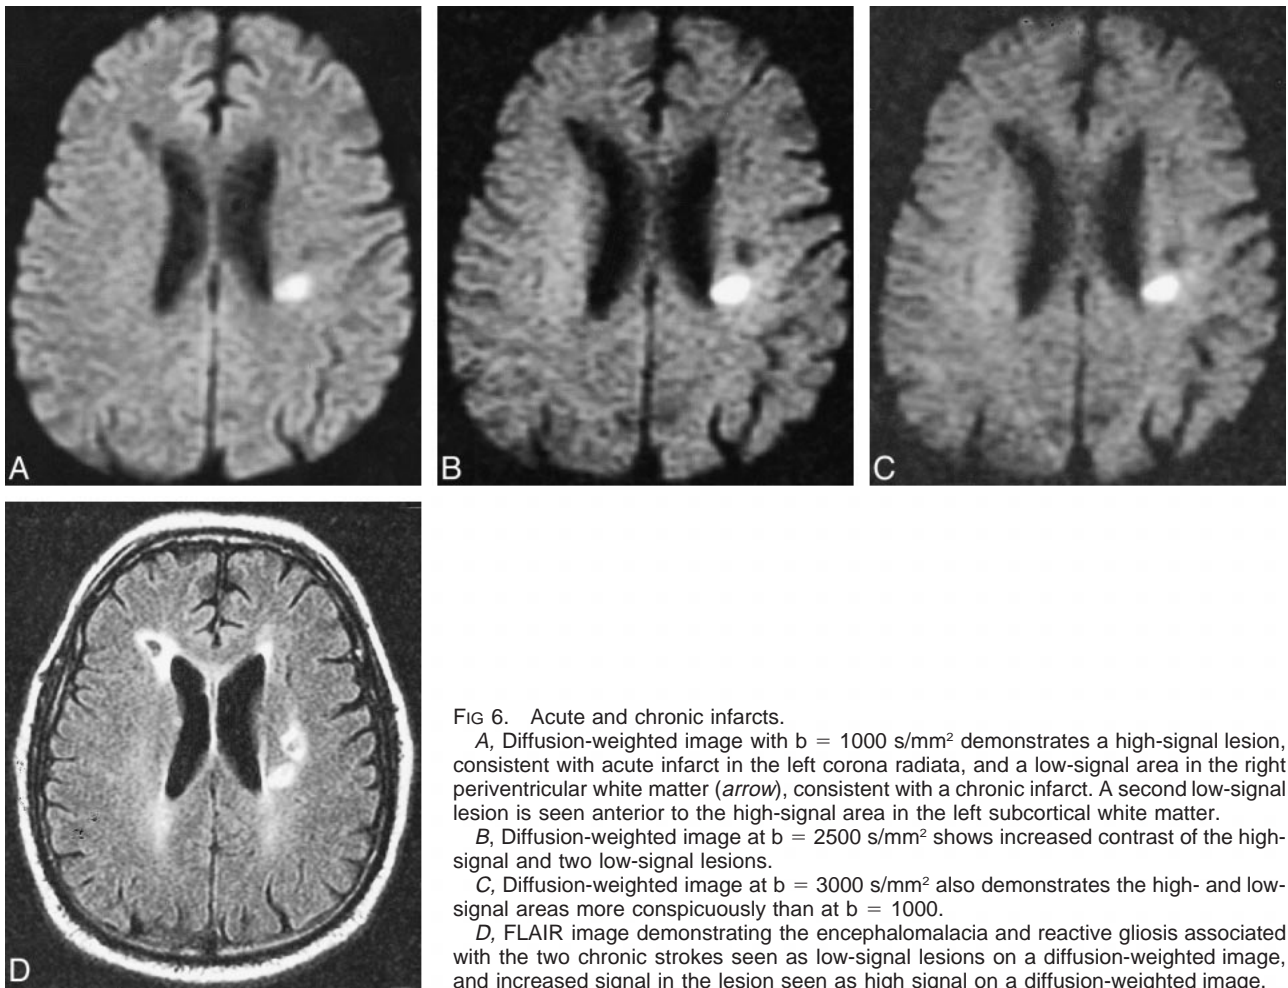 A
B
C
D
FIG 6. Acute and chronic infarcts.
A, Diffusion-weighted image with b = 1000 s/mm² demonstrates a high-signal lesion,
consistent with acute infarct in the left corona radiata, and a low-signal area in the right
periventricular white matter (arrow), consistent with a chronic infarct. A second low-signal
lesion is seen anterior to the high-signal area in the left subcortical white matter.
B, Diffusion-weighted image at b = 2500 s/mm² shows increased contrast of the high-
signal and two low-signal lesions.
C, Diffusion-weighted image at b = 3000 s/mm² also demonstrates the high- and low-
signal areas more conspicuously than at b = 1000.
D, FLAIR image demonstrating the encephalomalacia and reactive gliosis associated
with the two chronic strokes seen as low-signal lesions on a diffusion-weighted image,
and increased signal in the lesion seen as high signal on a diffusion-weighted image.